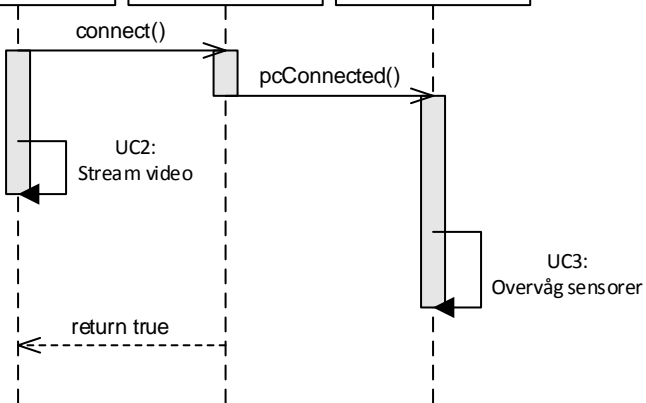 connect()
pcConnected()
UC2:
Stream video
UC3:
Overvåg sensorer
return true